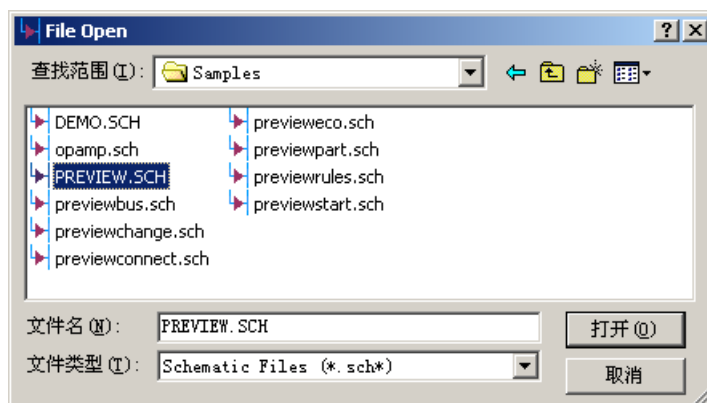 File Open
查找范围(I): Samples
DEMO.SCH
opamp.sch
PREVIEW.SCH
previewbus.sch
previewchange.sch
previewconnect.sch
previeweco.sch
previewpart.sch
previewrules.sch
previewstart.sch
文件名(N): PREVIEW.SCH 打开(O)
文件类型(T): Schematic Files (*.sch*) 取消